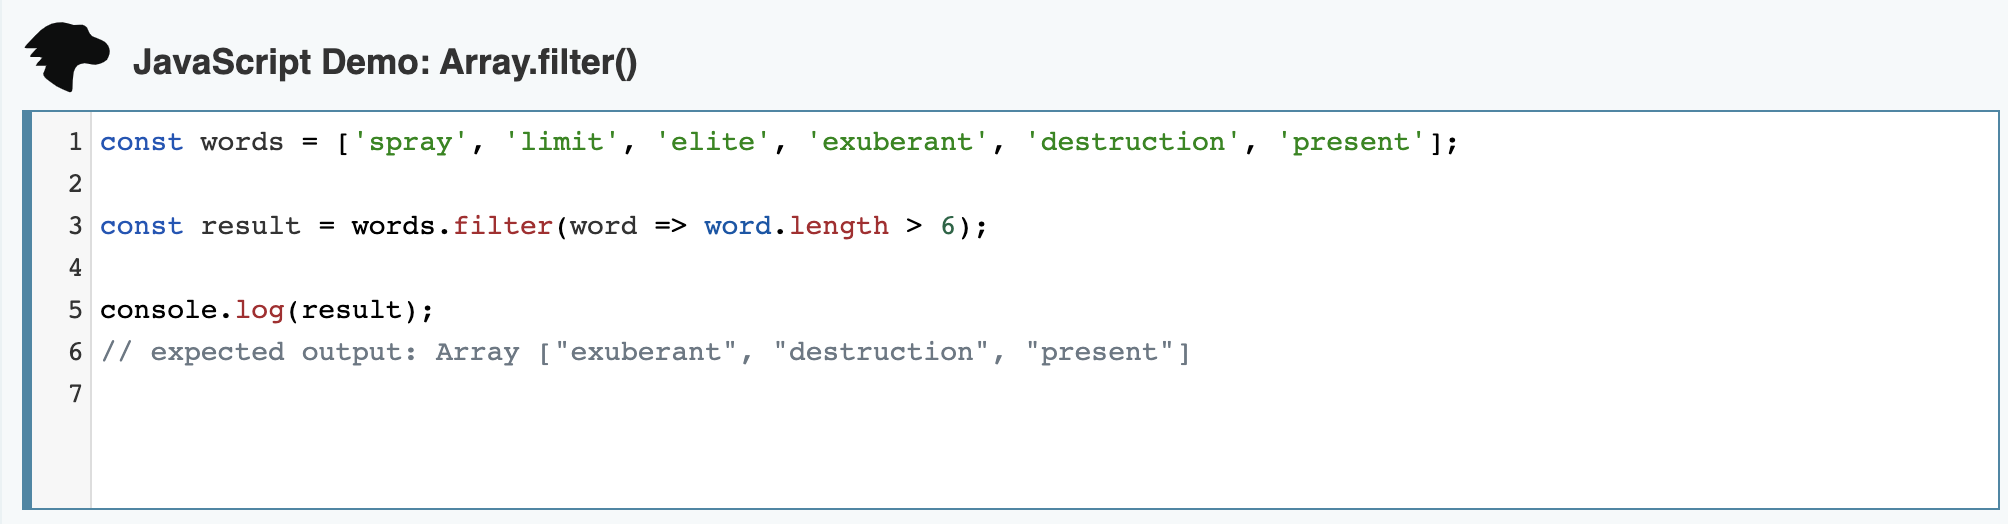 JavaScript Demo: Array.filter()
1 const words = ['spray', 'limit', 'elite', 'exuberant', 'destruction', 'present'];
2
3 const result = words.filter(word => word.length > 6);
4
5 console.log(result);
6 // expected output: Array ["exuberant", "destruction", "present"]
7